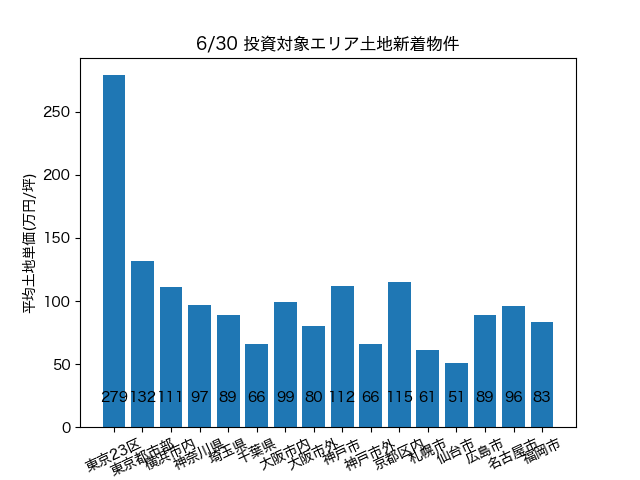 6/30 投資対象エリア土地新着物件
平均土地単価(万円/坪)
250
200
150
100
50
0
279 132 111 97 89 66 99 80 112 66 115 61 51 89 96 83
東京23区
東京都市部
横浜市内
神奈川県
埼玉県
千葉県
大阪市内
大阪市外
神戸市
神戸市外
京都区内
札幌市
仙台市
広島市
名古屋市
福岡市